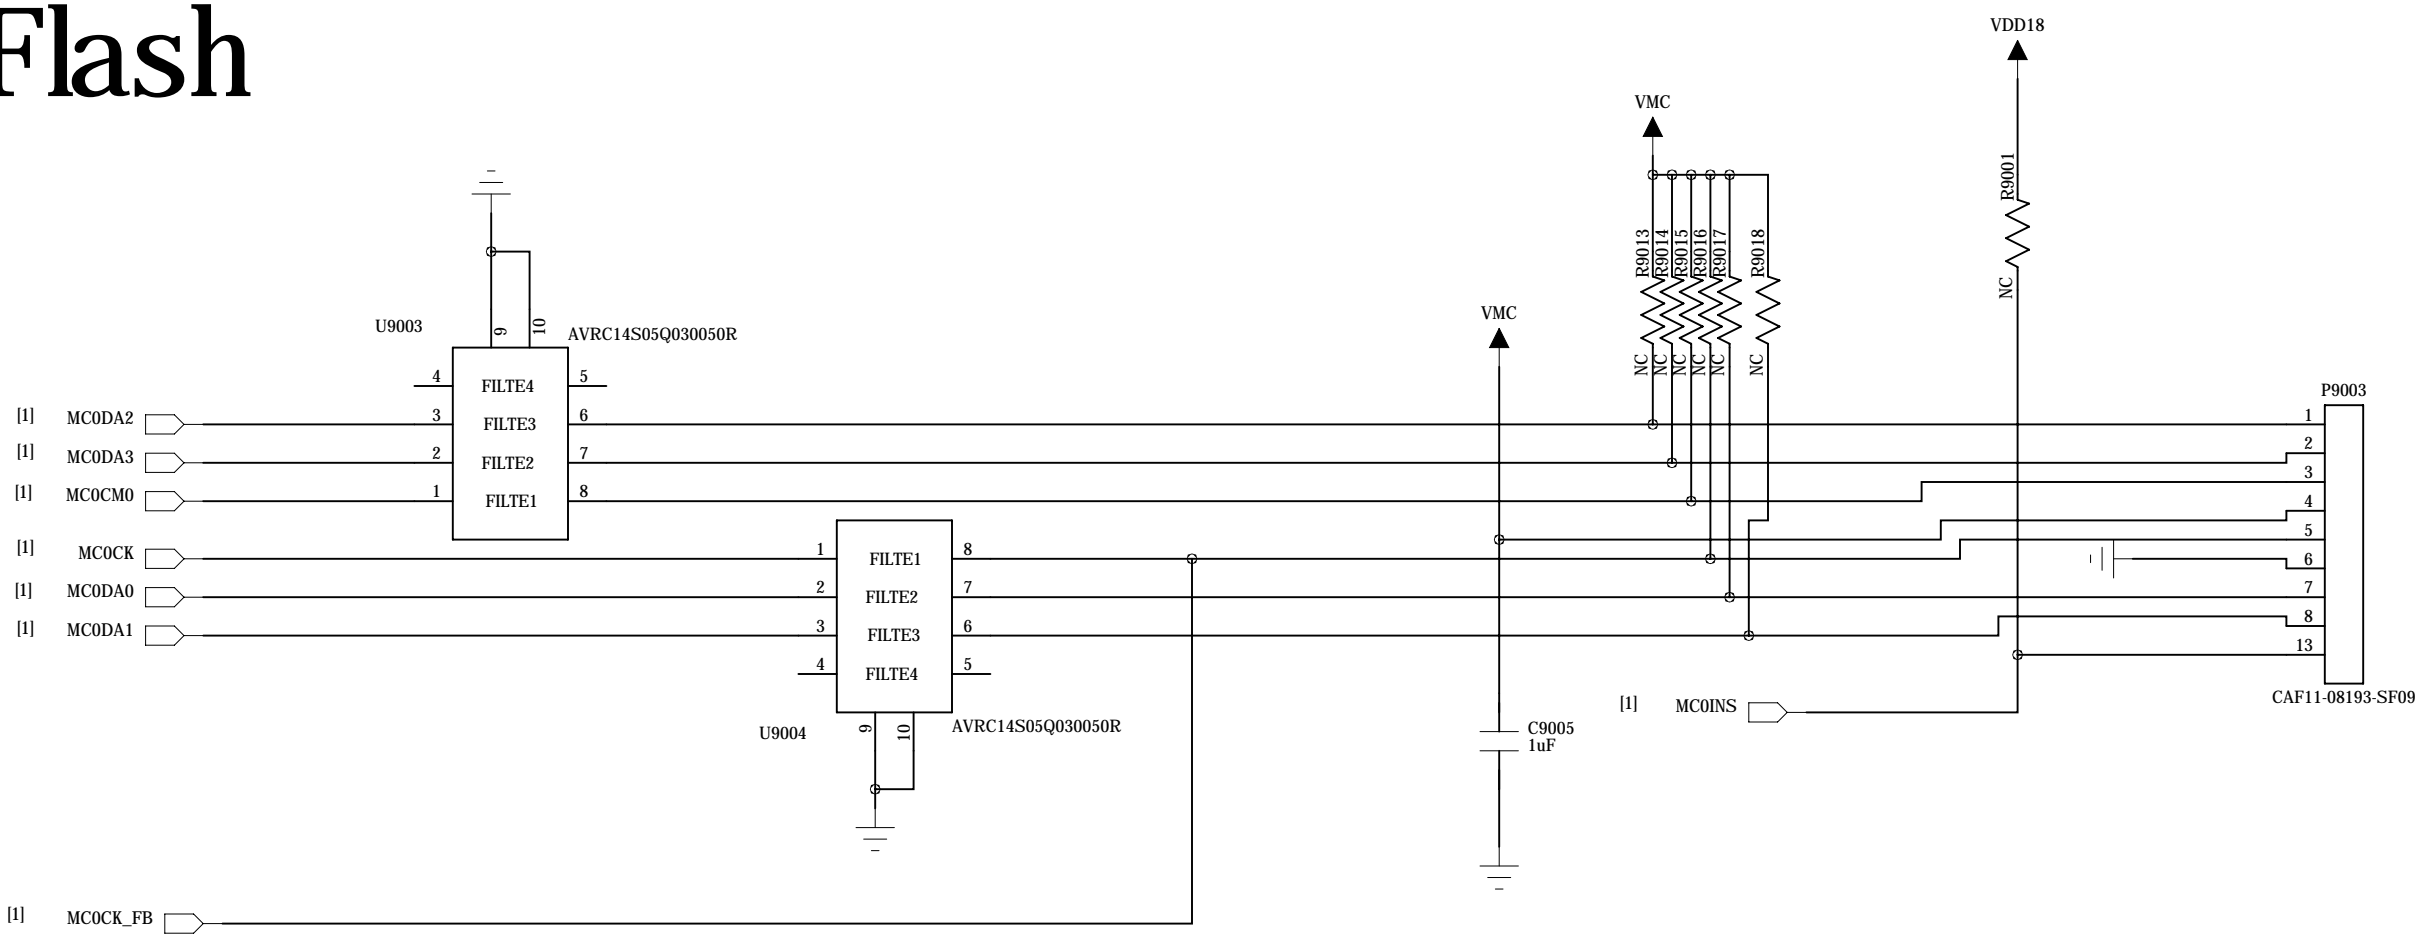 Flash
VDD18
VMC
R9001
NC
R9013
R9014
R9015
R9016
R9017
R9018
NC
NC
NC
NC
NC
NC
VMC
U9003
9
10
AVRC14S05Q030050R
4 FILTE4 5
[1] MC0DA2 3 FILTE3 6
[1] MC0DA3 2 FILTE2 7
[1] MC0CM0 1 FILTE1 8
[1] MC0CK 1 FILTE1 8
[1] MC0DA0 2 FILTE2 7
[1] MC0DA1 3 FILTE3 6
4 FILTE4 5
U9004
9
10
AVRC14S05Q030050R
P9003
1
2
3
4
5
6
7
8
13
CAF11-08193-SF09
[1] MC0INS
C9005
1uF
[1] MC0CK_FB